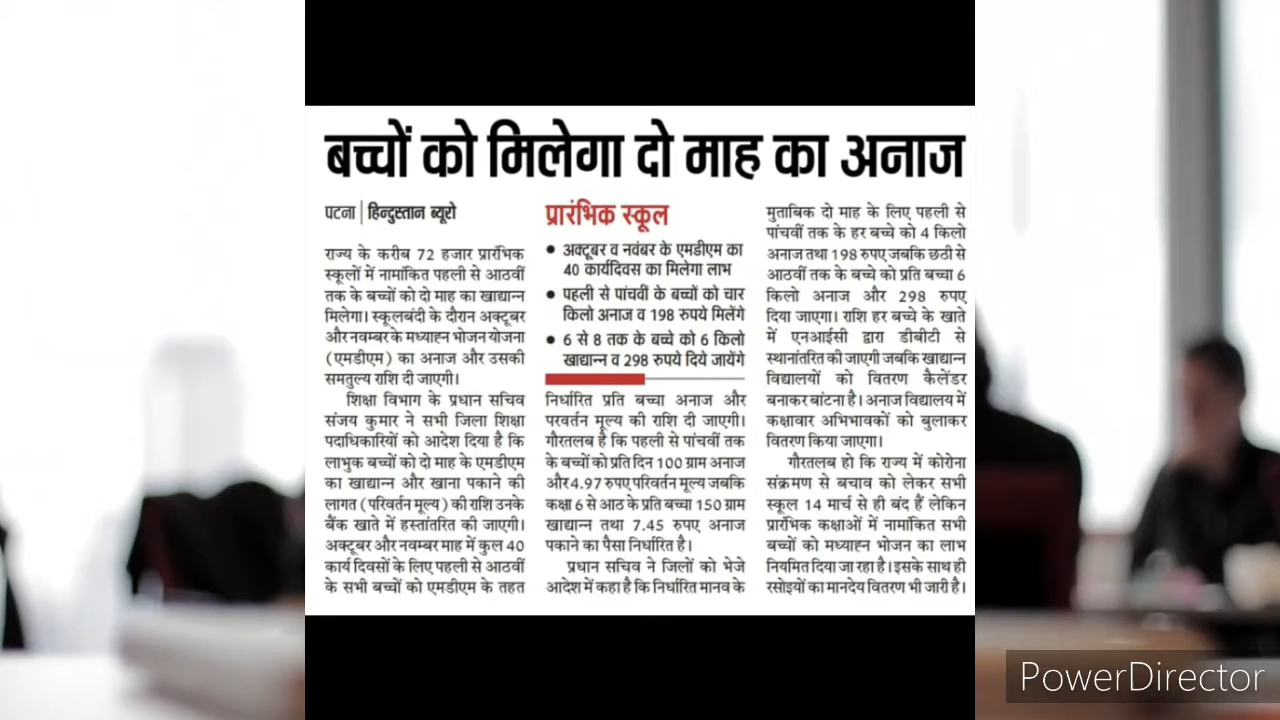 बच्चों को मिलेगा दो माह का अनाज
पटना | हिन्दुस्तान ब्यूरो
राज्य के करीब 72 हजार प्रारंभिक
स्कूलों में नामांकित पहली से आठवीं
तक के बच्चों को दो माह का खाद्यान्न
मिलेगा। स्कूलबंदी के दौरान अक्टूबर
और नवम्बर के मध्याह्न भोजन योजना
(एमडीएम) का अनाज और उसकी
समतुल्य राशि दी जाएगी।
शिक्षा विभाग के प्रधान सचिव
संजय कुमार ने सभी जिला शिक्षा
पदाधिकारियों को आदेश दिया है कि
लाभुक बच्चों को दो माह के एमडीएम
का खाद्यान्न और खाना पकाने की
लागत (परिवर्तन मूल्य) की राशि उनके
बैंक खाते में हस्तांतरित की जाएगी।
अक्टूबर और नवम्बर माह में कुल 40
कार्य दिवसों के लिए पहली से आठवीं
के सभी बच्चों को एमडीएम के तहत
प्रारंभिक स्कूल
• अक्टूबर व नवंबर के एमडीएम का
40 कार्यदिवस का मिलेगा लाभ
• पहली से पांचवीं के बच्चों को चार
किलो अनाज व 198 रुपये मिलेंगे
• 6 से 8 तक के बच्चे को 6 किलो
खाद्यान्न व 298 रुपये दिये जायेंगे
निर्धारित प्रति बच्चा अनाज और
परवर्तन मूल्य की राशि दी जाएगी।
गौरतलब है कि पहली से पांचवीं तक
के बच्चों को प्रति दिन 100 ग्राम अनाज
और 4.97 रुपए परिवर्तन मूल्य जबकि
कक्षा 6 से आठ के प्रति बच्चा 150 ग्राम
खाद्यान्न तथा 7.45 रुपए अनाज
पकाने का पैसा निर्धारित है।
प्रधान सचिव ने जिलों को भेजे
आदेश में कहा है कि निर्धारित मानव के
मुताबिक दो माह के लिए पहली से
पांचवीं तक के हर बच्चे को 4 किलो
अनाज तथा 198 रुपए जबकि छठी से
आठवीं तक के बच्चे को प्रति बच्चा 6
किलो अनाज और 298 रुपए
दिया जाएगा। राशि हर बच्चे के खाते
में एनआईसी द्वारा डीबीटी से
स्थानांतरित की जाएगी जबकि खाद्यान्न
विद्यालयों को वितरण कैलेंडर
बनाकर बांटना है। अनाज विद्यालय में
कक्षावार अभिभावकों को बुलाकर
वितरण किया जाएगा।
गौरतलब हो कि राज्य में कोरोना
संक्रमण से बचाव को लेकर सभी
स्कूल 14 मार्च से ही बंद हैं लेकिन
प्रारंभिक कक्षाओं में नामांकित सभी
बच्चों को मध्याह्न भोजन का लाभ
नियमित दिया जा रहा है। इसके साथ ही
रसोइयों का मानदेय वितरण भी जारी है।
PowerDirector